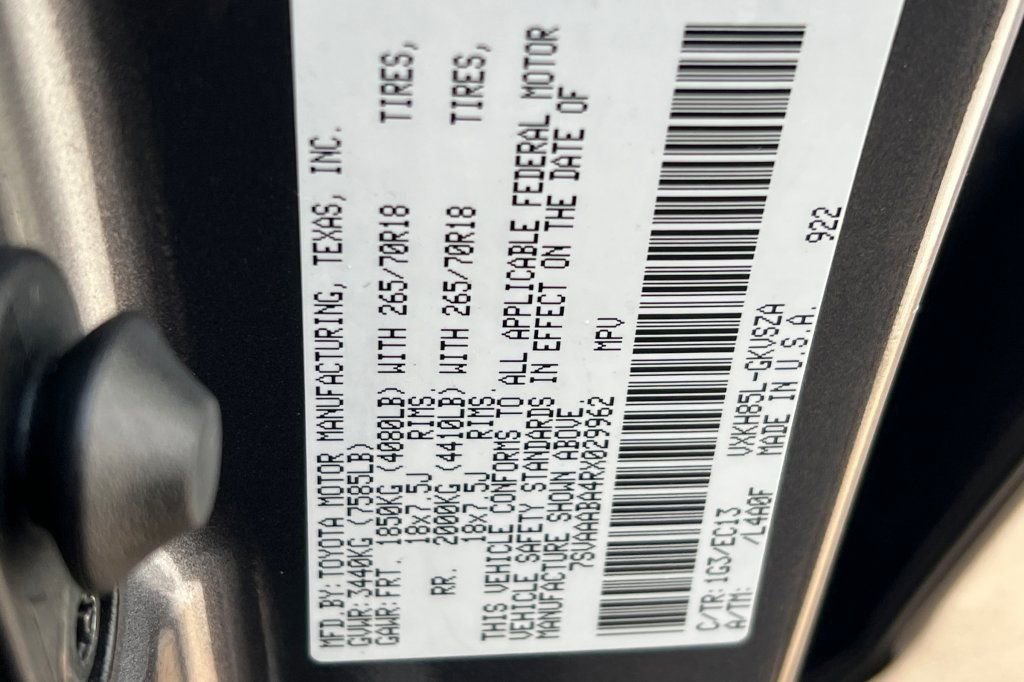 MFD.BY:TOYOTA MOTOR MANUFACTURING, TEXAS, INC.
GVWR:3440KG (7585LB)
GAWR:FRT. 1850KG (4080LB) WITH 265/70R18 TIRES,
18x7.5J RIMS.
RR. 2000KG (4410LB) WITH 265/70R18 TIRES,
18x7.5J RIMS.
THIS VEHICLE CONFORMS TO ALL APPLICABLE FEDERAL MOTOR
VEHICLE SAFETY STANDARDS IN EFFECT ON THE DATE OF
MANUFACTURE SHOWN ABOVE.
7SVAAABA4RX029962 MPV
C/TR:1G3/EC13 VXKH85L-GKVSZA 922
A/TM: /L4A0F MADE IN U.S.A.